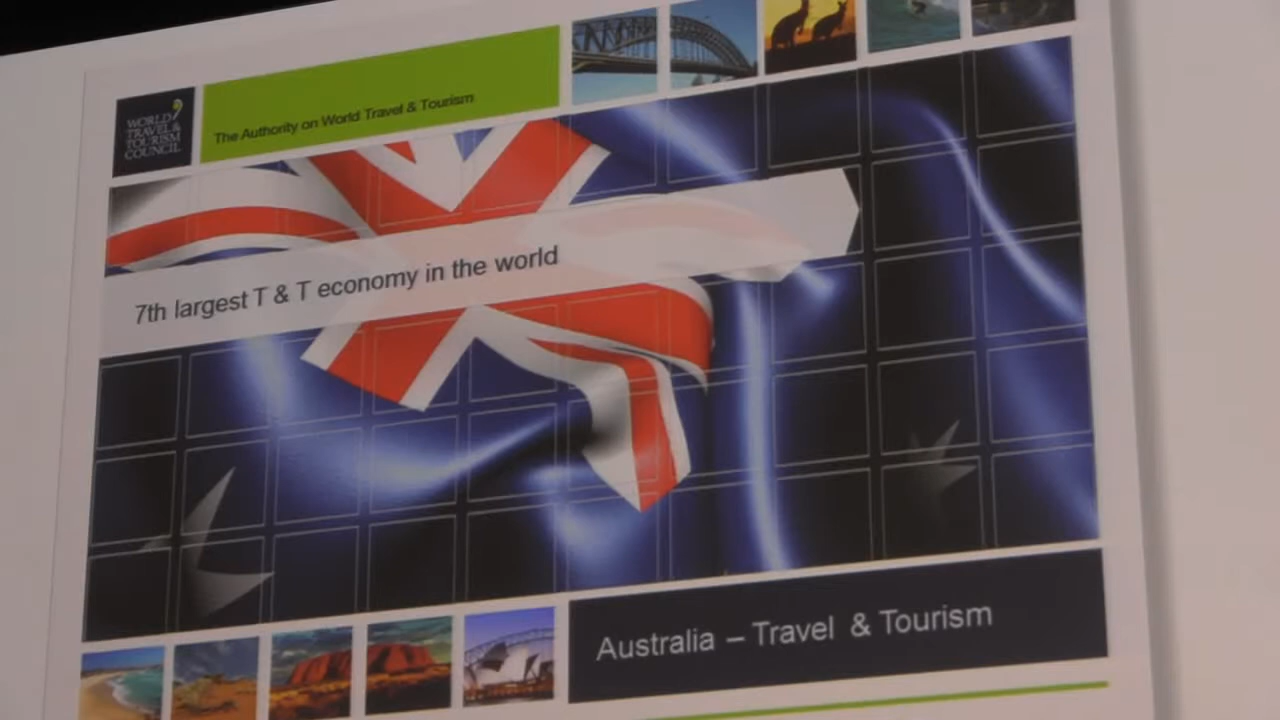 WORLD
TRAVEL &
TOURISM
COUNCIL
The Authority on World Travel & Tourism
7th largest T & T economy in the world
Australia – Travel & Tourism